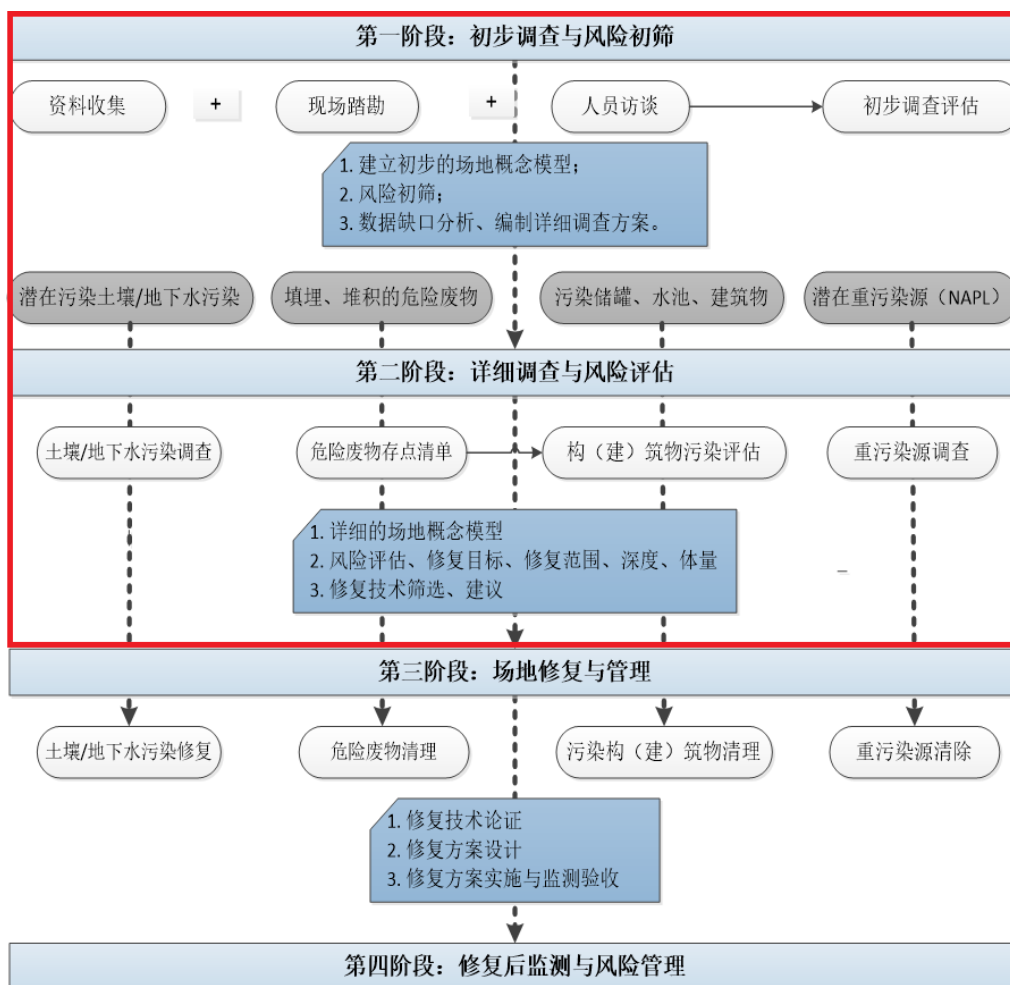 第一阶段：初步调查与风险初筛
资料收集 + 现场踏勘 + 人员访谈 初步调查评估
1. 建立初步的场地概念模型；
2. 风险初筛；
3. 数据缺口分析、编制详细调查方案。
潜在污染土壤/地下水污染 填埋、堆积的危险废物 污染储罐、水池、建筑物 潜在重污染源（NAPL）
第二阶段：详细调查与风险评估
土壤/地下水污染调查 危险废物存点清单 构（建）筑物污染评估 重污染源调查
1. 详细的场地概念模型
2. 风险评估、修复目标、修复范围、深度、体量
3. 修复技术筛选、建议
第三阶段：场地修复与管理
土壤/地下水污染修复 危险废物清理 污染构（建）筑物清理 重污染源清除
1. 修复技术论证
2. 修复方案设计
3. 修复方案实施与监测验收
第四阶段：修复后监测与风险管理